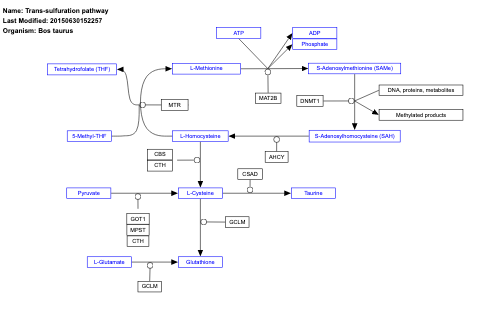 Name: Trans-sulfuration pathway
Last Modified: 20150630152257
Organism: Bos taurus
ATP
ADP
Phosphate
Tetrahydrofolate (THF)
L-Methionine
S-Adenosylmethionine (SAMe)
DNA, proteins, metabolites
MAT2B
DNMT1
MTR
Methylated products
5-Methyl-THF
L-Homocysteine
S-Adenosylhomocysteine (SAH)
CBS
CTH
AHCY
CSAD
Pyruvate
L-Cysteine
Taurine
GOT1
MPST
CTH
GCLM
L-Glutamate
Glutathione
GCLM